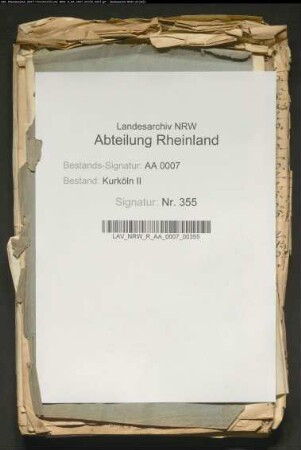 Landesarchiv NRW
Abteilung Rheinland
Bestands-Signatur: AA 0007
Bestand: Kurköln II
Signatur: Nr. 355
LAV_NRW_R_AA_0007_00355